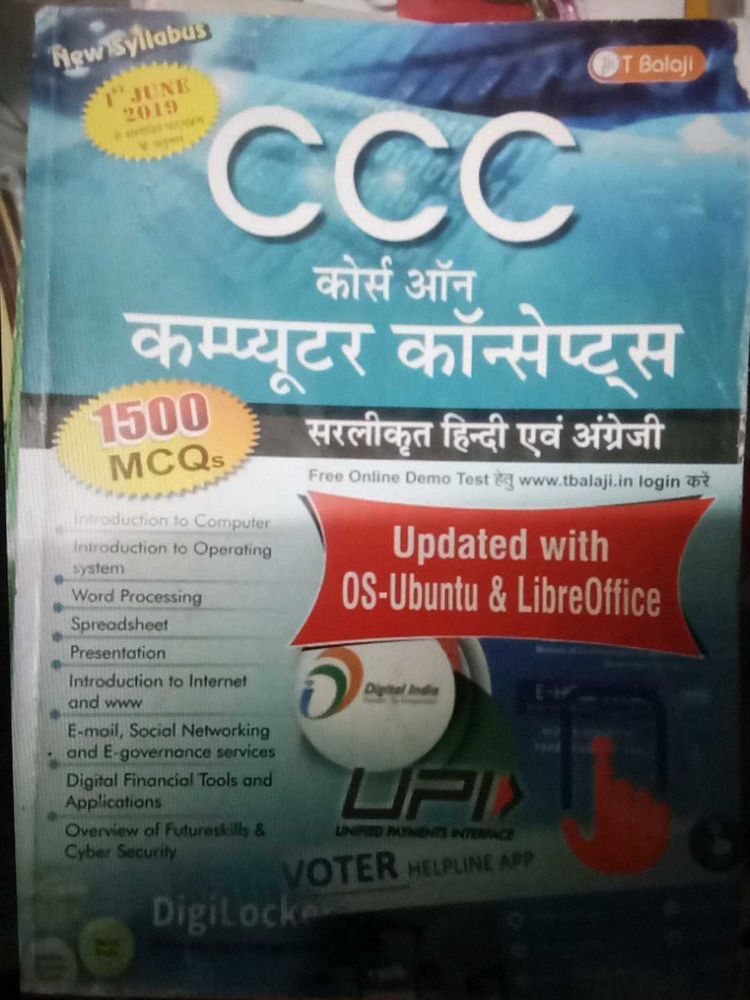 New Syllabus
T Balaji
1ST JUNE
2019
के अनुसार
CCC
कोर्स ऑन
कम्प्यूटर कॉन्सेप्ट्स
1500
MCQs
सरलीकृत हिन्दी एवं अंग्रेजी
Free Online Demo Test हेतु www.tbalaji.in login करें
Introduction to Computer
Introduction to Operating
system
Word Processing
Spreadsheet
Presentation
Introduction to Internet
and www
E-mail, Social Networking
and E-governance services
Digital Financial Tools and
Applications
Overview of Futureskills &
Cyber Security
Updated with
OS-Ubuntu & LibreOffice
Digital India
UPI
UNIFIED PAYMENTS INTERFACE
VOTER HELPLINE APP
DigiLocke